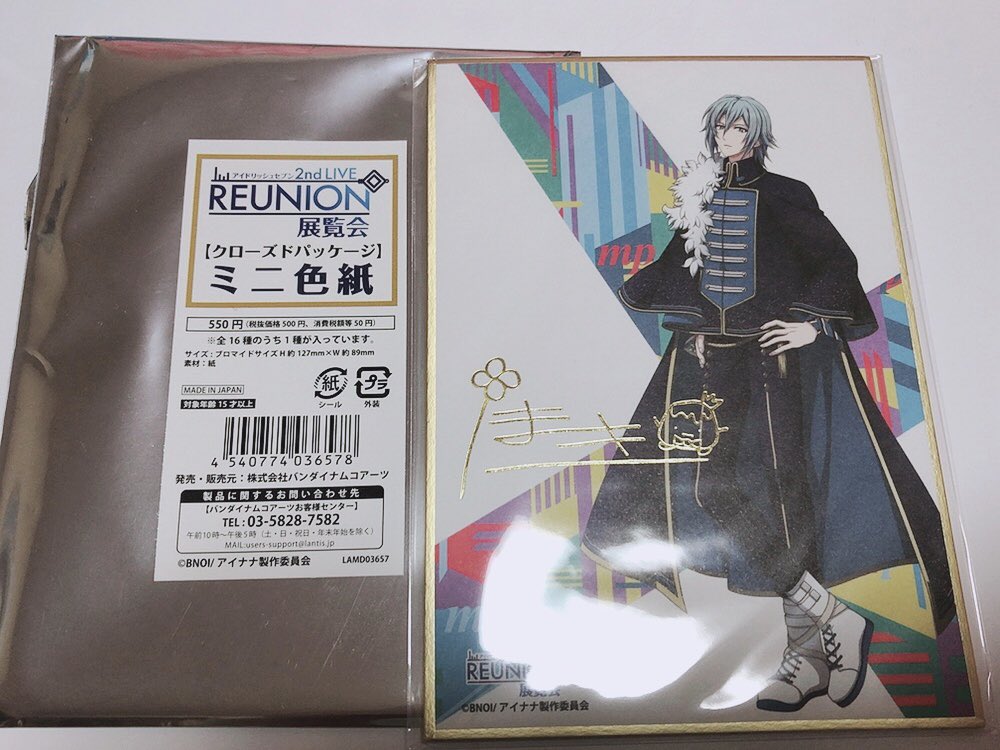 アイドリッシュセブン 2nd LIVE
REUNION
展覧会
【クローズドパッケージ】
ミニ色紙
550円(税抜価格500円、消費税額等50円)
※全16種のうち1種が入っています。
サイズ:ブロマイドサイズH約127mm×W約89mm
素材:紙
MADE IN JAPAN
対象年齢15才以上
紙
シール
プラ
外装
4 540774 036578
発売・販売元:株式会社バンダイナムコアーツ
製品に関するお問い合わせ先
【バンダイナムコアーツお客様センター】
TEL:03-5828-7582
午前10時〜午後5時(土・日・祝日・年末年始を除く)
MAIL:users-support@lantis.jp
©BNOI/アイナナ製作委員会
LAMD03657
mp
REUNION
展覧会
©BNOI/アイナナ製作委員会